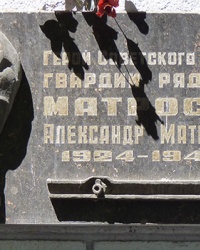 Герой Советского
гвардии ряд
Матрос
Александр Мат
1924-194